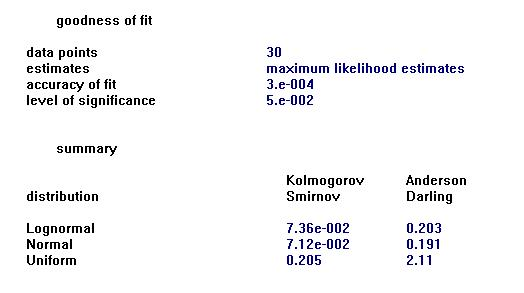 goodness of fit
data points 30
estimates maximum likelihood estimates
accuracy of fit 3.e-004
level of significance 5.e-002
summary
Kolmogorov Anderson
distribution Smirnov Darling
Lognormal 7.36e-002 0.203
Normal 7.12e-002 0.191
Uniform 0.205 2.11